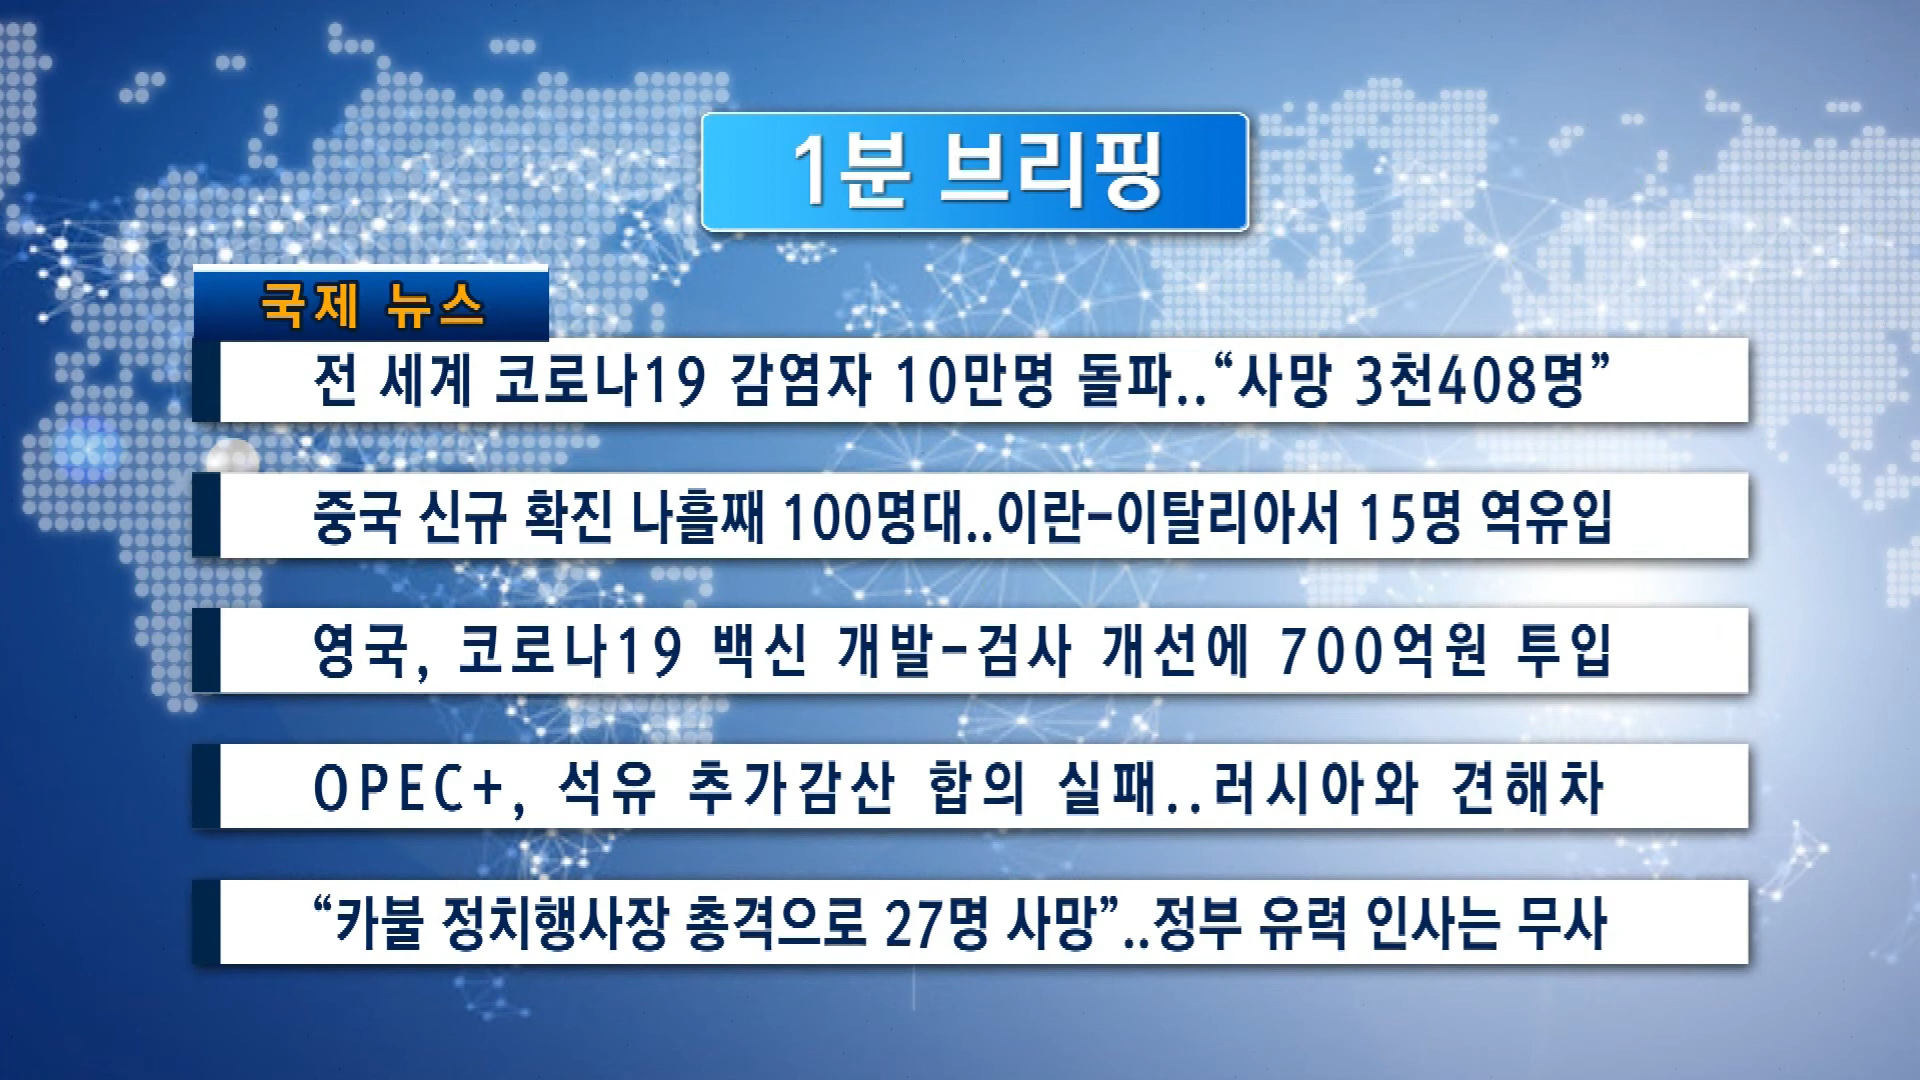 1분 브리핑
국제 뉴스
전 세계 코로나19 감염자 10만명 돌파..“사망 3천408명”
중국 신규 확진 나흘째 100명대..이란-이탈리아서 15명 역유입
영국, 코로나19 백신 개발-검사 개선에 700억원 투입
OPEC+, 석유 추가감산 합의 실패..러시아와 견해차
“카불 정치행사장 총격으로 27명 사망”..정부 유력 인사는 무사